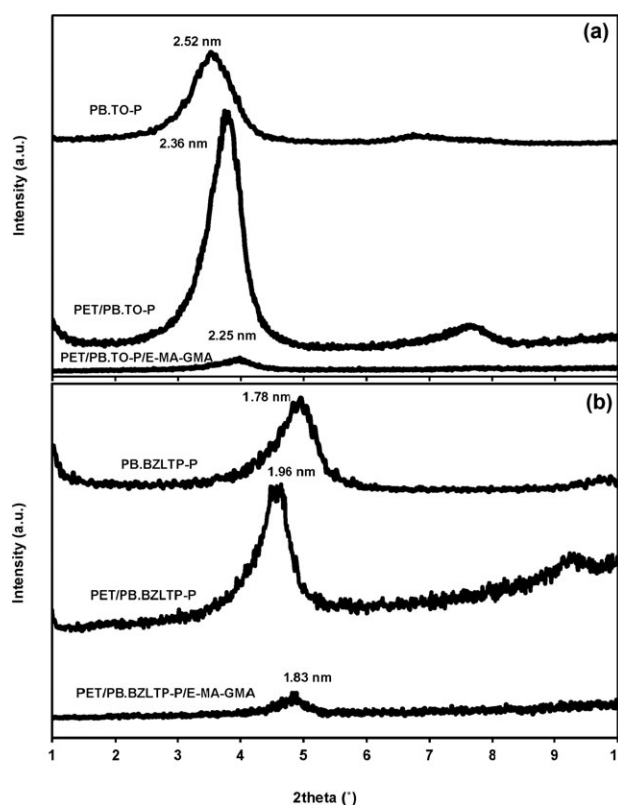 (a)
2.52 nm
PB.TO-P
2.36 nm
Intensity (a.u.)
PET/PB.TO-P
2.25 nm
PET/PB.TO-P/E-MA-GMA
(b)
1.78 nm
PB.BZLTP-P
1.96 nm
Intensity (a.u.)
PET/PB.BZLTP-P
1.83 nm
PET/PB.BZLTP-P/E-MA-GMA
1 2 3 4 5 6 7 8 9 1
2theta (°)